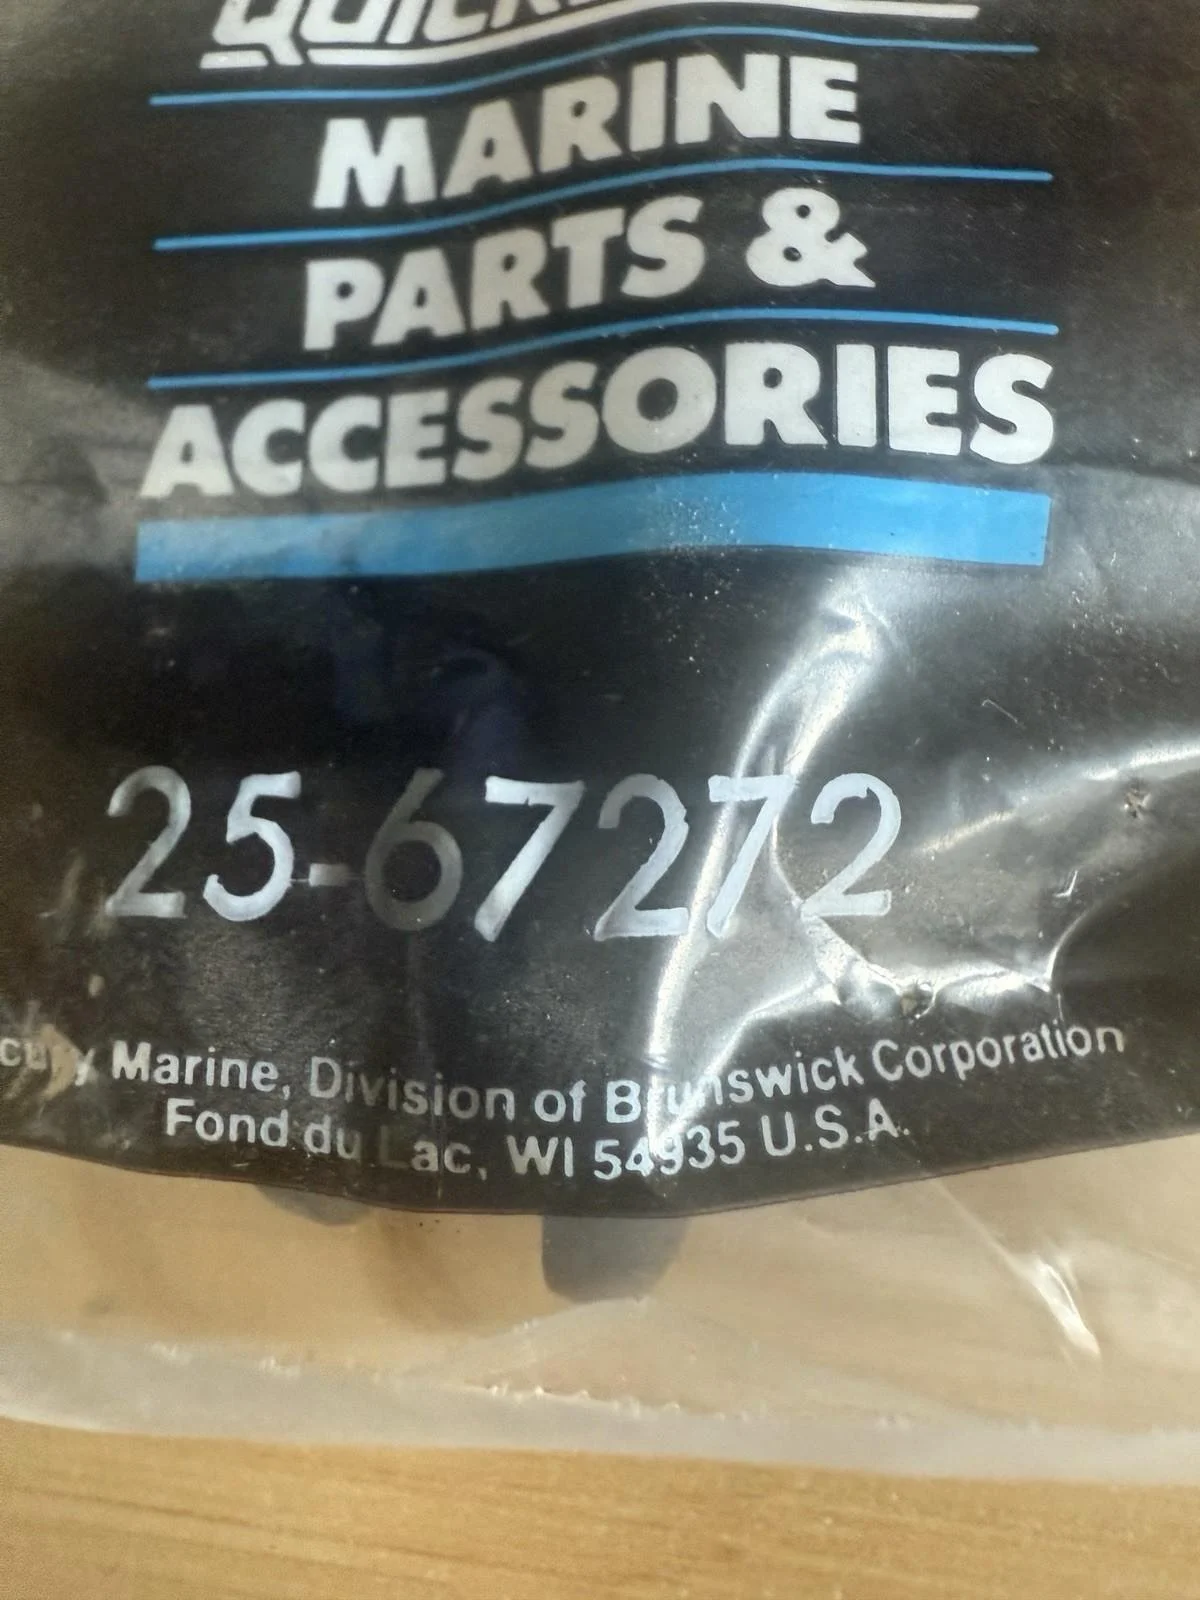 MARINE
PARTS &
ACCESSORIES
25-67272
Marine, Division of Brunswick Corporation
Fond du Lac, WI 54935 U.S.A.